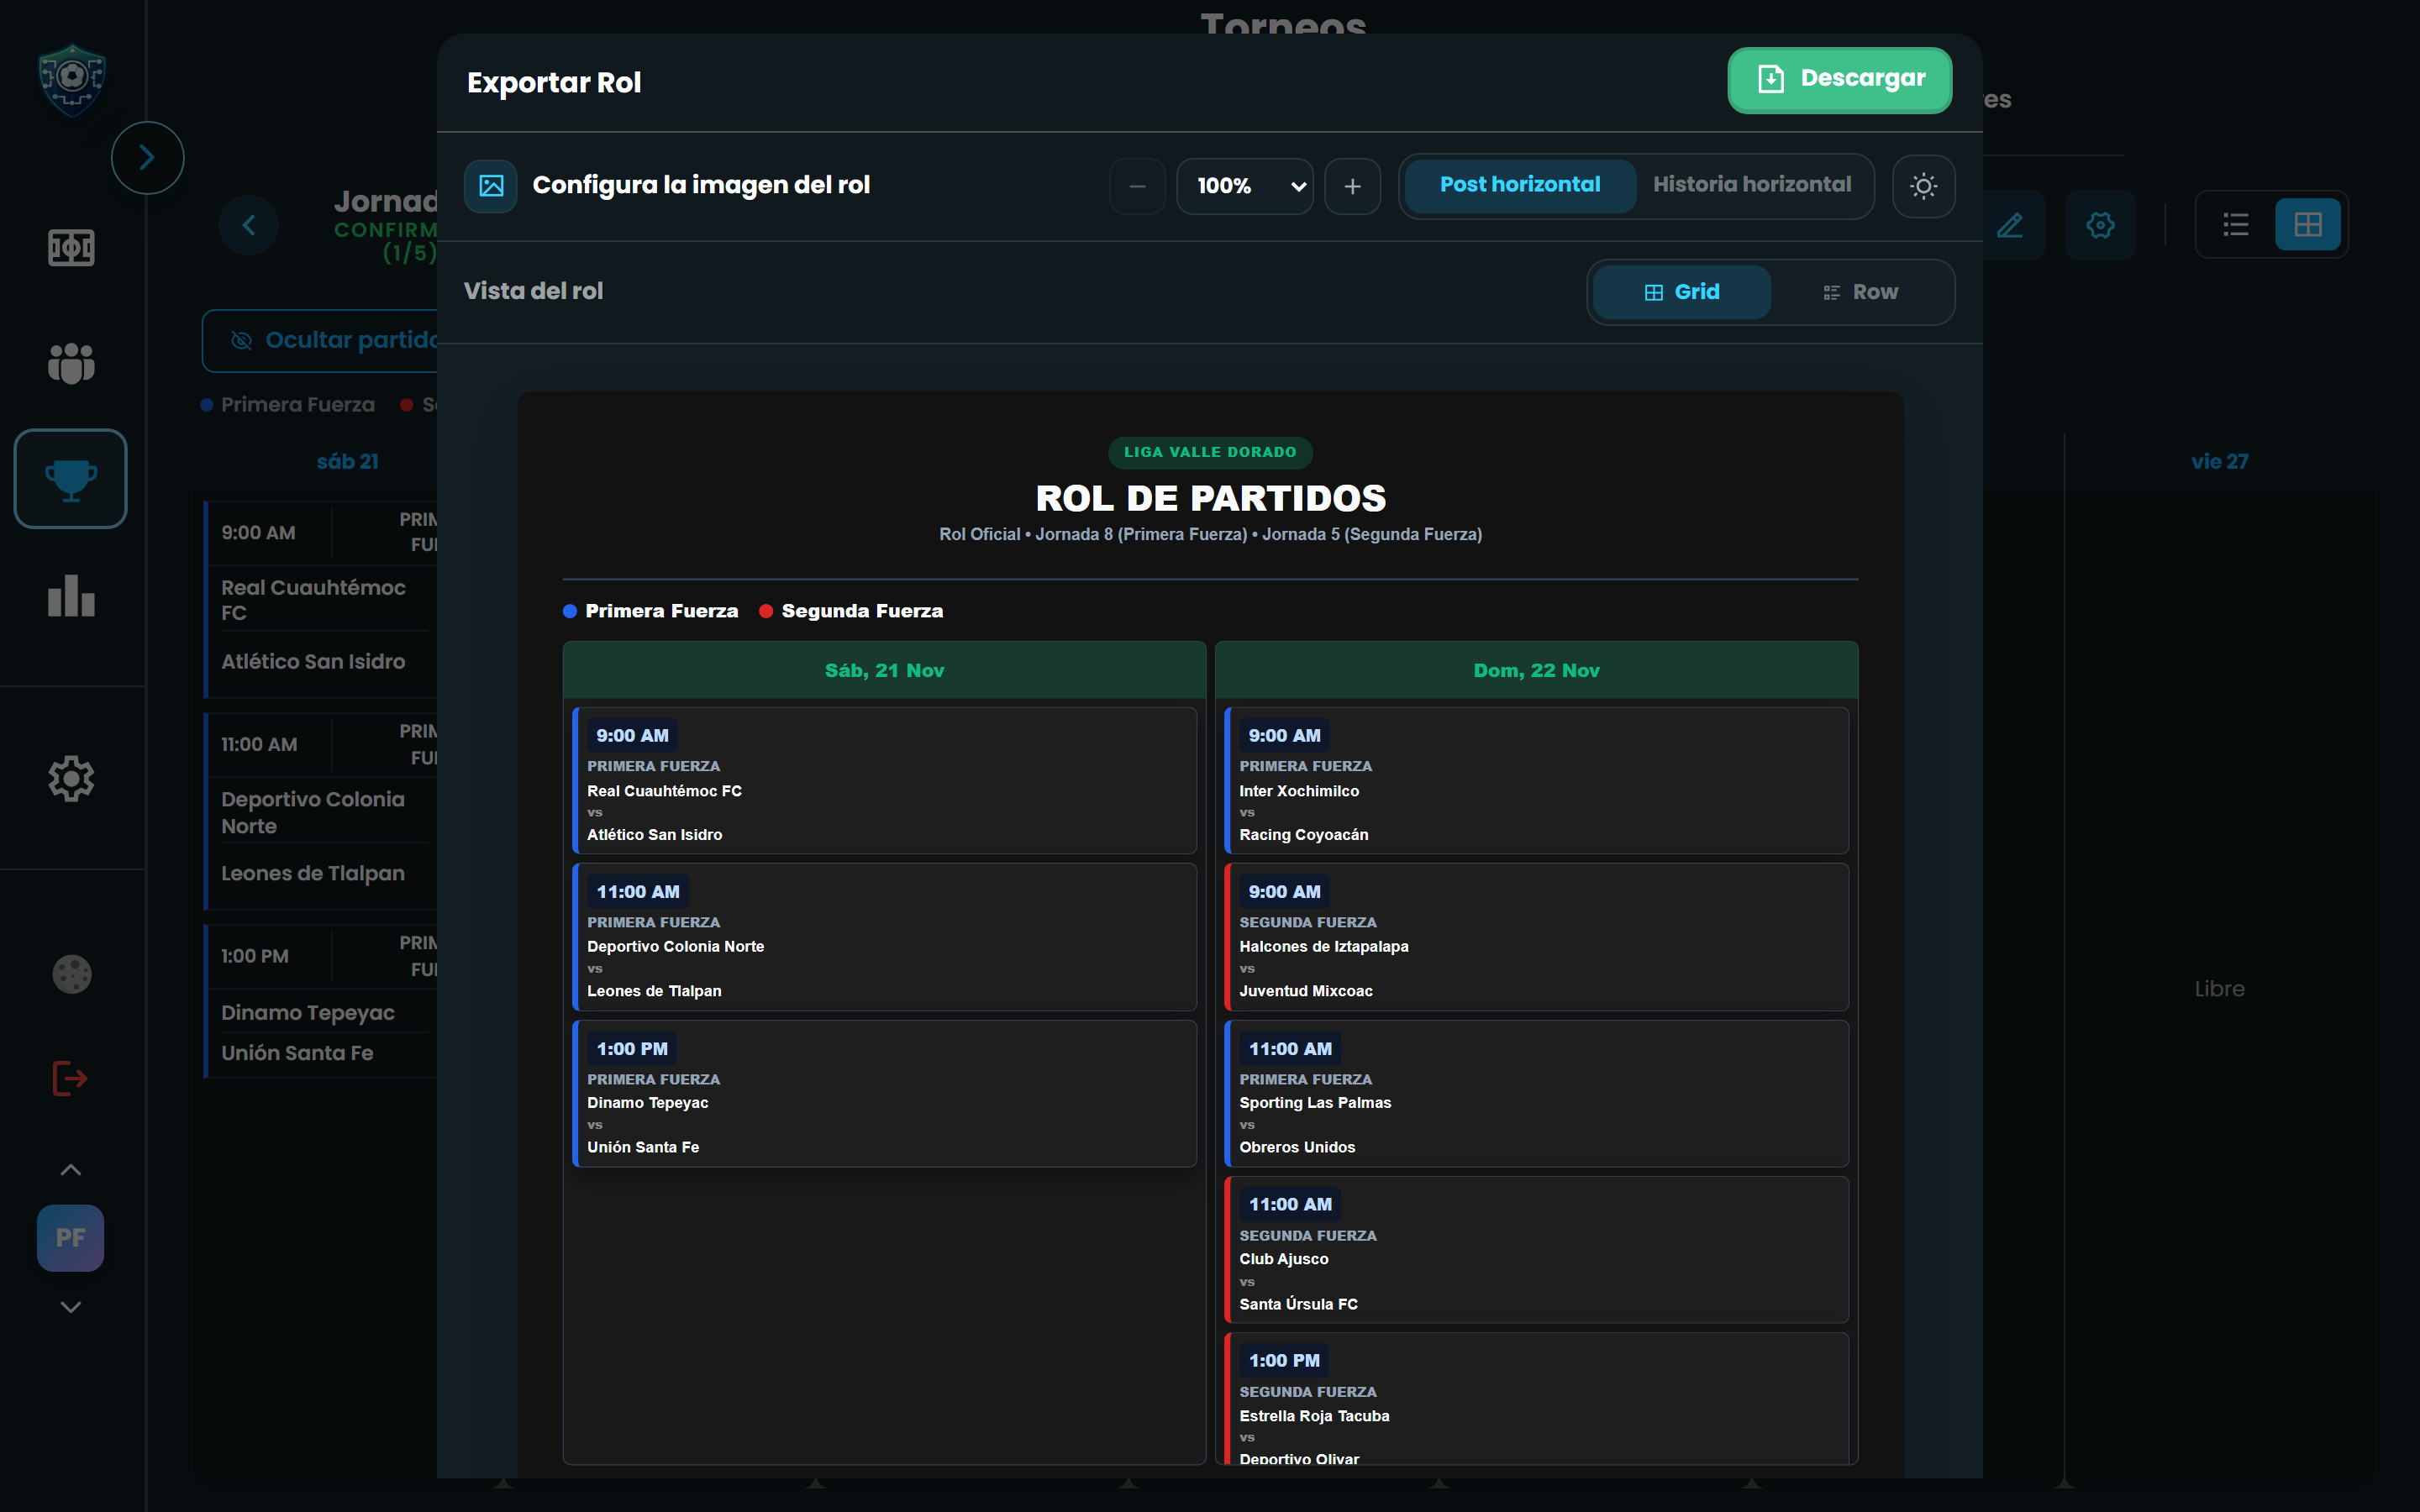 Torneos
Exportar Rol
Descargar
es
Configura la imagen del rol
100%
Post horizontal
Historia horizontal
Jornad
CONFIRM
(1/5)
Vista del rol
Grid
Row
Ocultar partido
Primera Fuerza
S
sáb 21
vie 27
9:00 AM
PRIM
FUE
Real Cuauhtémoc
FC
Atlético San Isidro
11:00 AM
PRIM
FUE
Deportivo Colonia
Norte
Leones de Tlalpan
1:00 PM
PRIM
FUE
Dinamo Tepeyac
Unión Santa Fe
PF
Libre
LIGA VALLE DORADO
ROL DE PARTIDOS
Rol Oficial • Jornada 8 (Primera Fuerza) • Jornada 5 (Segunda Fuerza)
Primera Fuerza
Segunda Fuerza
Sáb, 21 Nov
9:00 AM
PRIMERA FUERZA
Real Cuauhtémoc FC
vs
Atlético San Isidro
11:00 AM
PRIMERA FUERZA
Deportivo Colonia Norte
vs
Leones de Tlalpan
1:00 PM
PRIMERA FUERZA
Dinamo Tepeyac
vs
Unión Santa Fe
Dom, 22 Nov
9:00 AM
PRIMERA FUERZA
Inter Xochimilco
vs
Racing Coyoacán
9:00 AM
SEGUNDA FUERZA
Halcones de Iztapalapa
vs
Juventud Mixcoac
11:00 AM
PRIMERA FUERZA
Sporting Las Palmas
vs
Obreros Unidos
11:00 AM
SEGUNDA FUERZA
Club Ajusco
vs
Santa Úrsula FC
1:00 PM
SEGUNDA FUERZA
Estrella Roja Tacuba
vs
Deportivo Olivar